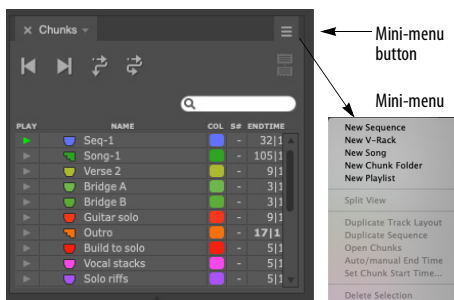 × Chunks
Mini-menu
button
Mini-menu
PLAY NAME COL S# ENDTIME
Seq-1 - 32|1
Song-1 - 105|1
Verse 2 - 9|1
Bridge A - 3|1
Bridge B - 3|1
Guitar solo - 9|1
Outro - 17|1
Build to solo - 5|1
Vocal stacks - 5|1
Solo riffs - 5|1
New Sequence
New V-Rack
New Song
New Chunk Folder
New Playlist
Split View
Duplicate Track Layout
Duplicate Sequence
Open Chunks
Auto/manual End Time
Set Chunk Start Time...
Delete Selection